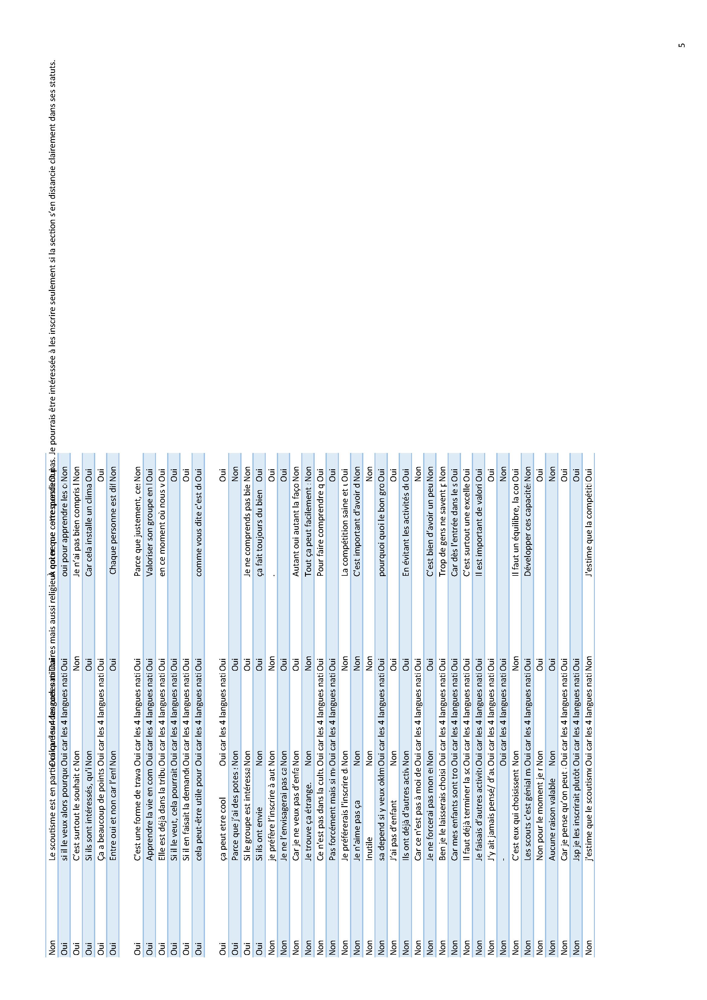 Non Le scoutisme est en partie Oui car les 4 langues nati Oui pas. Je pourrais être intéressée à les inscrire seulement si la section s'en distancie clairement dans ses statuts.
Oui si il le veux alors pourquo Oui car les 4 langues nati Oui oui pour apprendre les c Non
Oui C'est surtout le souhait d Non Non Je n'ai pas bien compris l Non
Oui Si ils sont intéressés, qu'i Non Oui Car cela installe un clima Oui
Oui Ça a beaucoup de points Oui car les 4 langues nati Oui Oui
Oui Entre oui et non car l'enf Non Oui Chaque personne est dif Non
Oui C'est une forme de trava Oui car les 4 langues nati Oui Parce que justement, ces Non
Oui Apprendre la vie en com Oui car les 4 langues nati Oui Valoriser son groupe en l Oui
Oui Elle est déjà dans la tribu Oui car les 4 langues nati Oui en ce moment où nous v Oui
Oui Si il le veut, cela pourrait Oui car les 4 langues nati Oui Oui
Oui Si il en faisait la demande Oui car les 4 langues nati Oui Oui
Oui cela peut-être utile pour Oui car les 4 langues nati Oui comme vous dite c'est de Oui
Oui ça peut etre cool Oui car les 4 langues nati Oui Oui
Oui Parce que j'ai des potes s Non Oui Non
Oui Si le groupe est intéressa Non Oui Je ne comprends pas bie Non
Oui Si ils ont envie Non Oui ça fait toujours du bien Oui
Non je préfère l'inscrire à aut Non Non . Oui
Non Je ne l'envisagerai pas ca Non Oui Oui
Non Car je ne veux pas d'enfa Non Oui Autant oui autant la faço Non
Non Je trouve ça étrange. Non Non Tout ça peut facilement s Non
Non Ce n'est pas dans la cultu Oui car les 4 langues nati Oui Pour faire comprendre q Oui
Non Pas forcément mais si m Oui car les 4 langues nati Oui Oui
Non Je préférerais l'inscrire da Non Non La compétition saine et u Oui
Non Je n'aime pas ça Non Non C'est important d'avoir d Non
Non Inutile Non Non Non
Non sa depend si y veux oklm Oui car les 4 langues nati Oui pourquoi quoi le bon gro Oui
Non J'ai pas d'enfant Non Oui Oui
Non Ils ont déjà d'autres activ Non Oui En évitant les activités de Oui
Non Car ce n'est pas à moi de Oui car les 4 langues nati Oui Non
Non Je ne forcerai pas mon en Non Oui C'est bien d'avoir un peu Non
Non Ben je le laisserais choisi Oui car les 4 langues nati Oui Trop de gens ne savent p Non
Non Car mes enfants sont tro Oui car les 4 langues nati Oui Car dès l'entrée dans le s Oui
Non Il faut déjà terminer la sc Oui car les 4 langues nati Oui C'est surtout une excelle Oui
Non Je faisais d'autres activité Oui car les 4 langues nati Oui Il est important de valori Oui
Non J'y ait jamais pensé/ d'au Oui car les 4 langues nati Oui Oui
Non - Oui car les 4 langues nati Oui Non
Non C'est eux qui choisissent Non Non Il faut un équilibre, la cor Oui
Non Les scouts c'est génial ma Oui car les 4 langues nati Oui Développer ces capacités Non
Non Non pour le moment je n Non Oui Oui
Non Aucune raison valable Non Oui Non
Non Car je pense qu'on peut a Oui car les 4 langues nati Oui Oui
Non Jsp je les inscrirait plutôt Oui car les 4 langues nati Oui Oui
Non j'estime que le scoutisme Oui car les 4 langues nati Non J'estime que la compétiti Oui
5